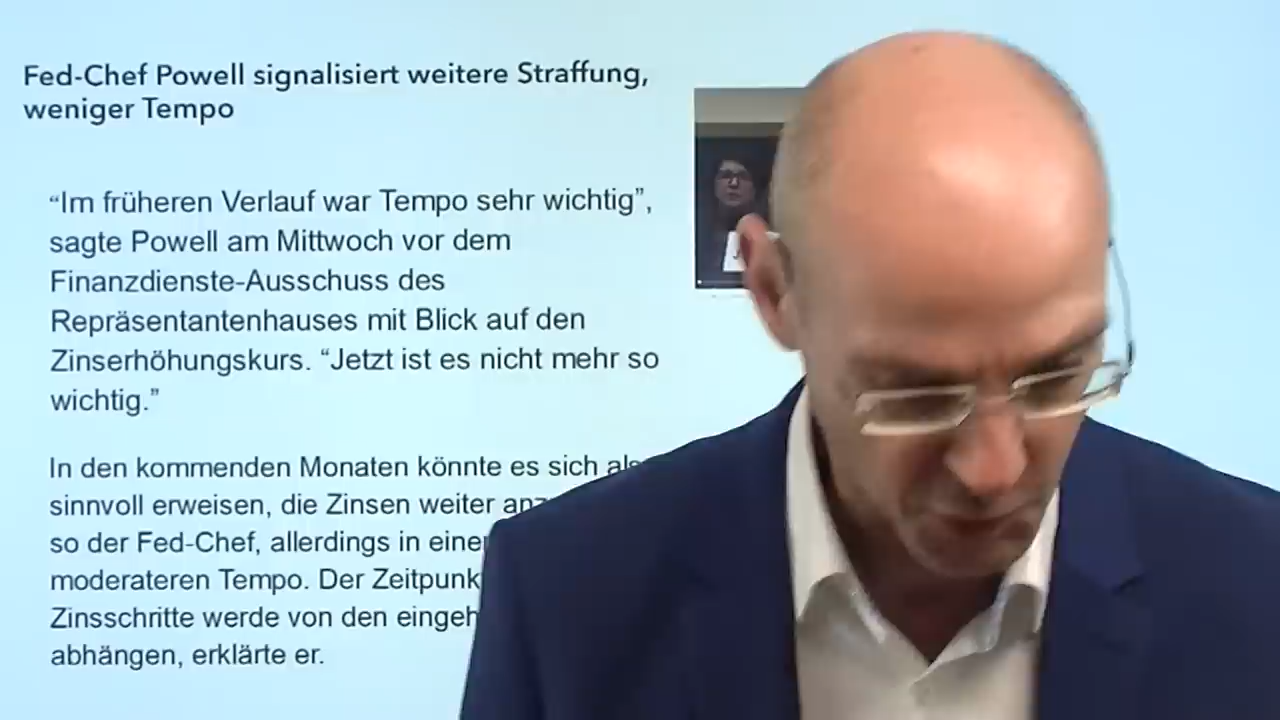 Fed-Chef Powell signalisiert weitere Straffung,
weniger Tempo
“Im früheren Verlauf war Tempo sehr wichtig”,
sagte Powell am Mittwoch vor dem
Finanzdienste-Ausschuss des
Repräsentantenhauses mit Blick auf den
Zinserhöhungskurs. “Jetzt ist es nicht mehr so
wichtig.”
In den kommenden Monaten könnte es sich
sinnvoll erweisen, die Zinsen weiter
so der Fed-Chef, allerdings in
moderateren Tempo. Der
Zinsschritte werde von den
abhängen, erklärte er.